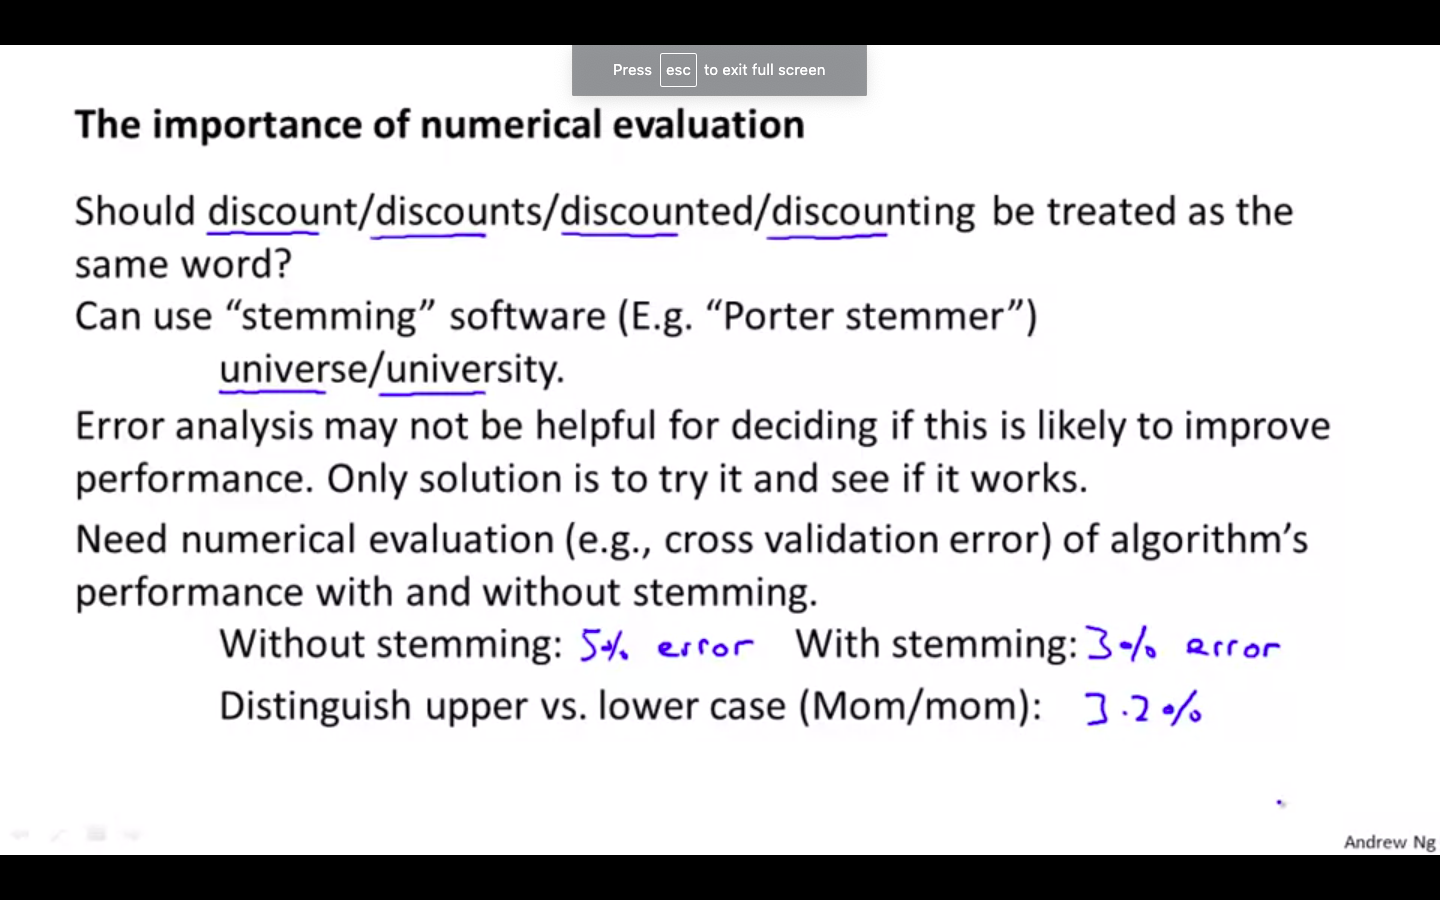 Press esc to exit full screen
The importance of numerical evaluation
Should discount/discounts/discounted/discounting be treated as the
same word?
Can use “stemming” software (E.g. “Porter stemmer”)
universe/university.
Error analysis may not be helpful for deciding if this is likely to improve
performance. Only solution is to try it and see if it works.
Need numerical evaluation (e.g., cross validation error) of algorithm’s
performance with and without stemming.
Without stemming: 5% error With stemming: 3% error
Distinguish upper vs. lower case (Mom/mom): 3.2%
Andrew Ng